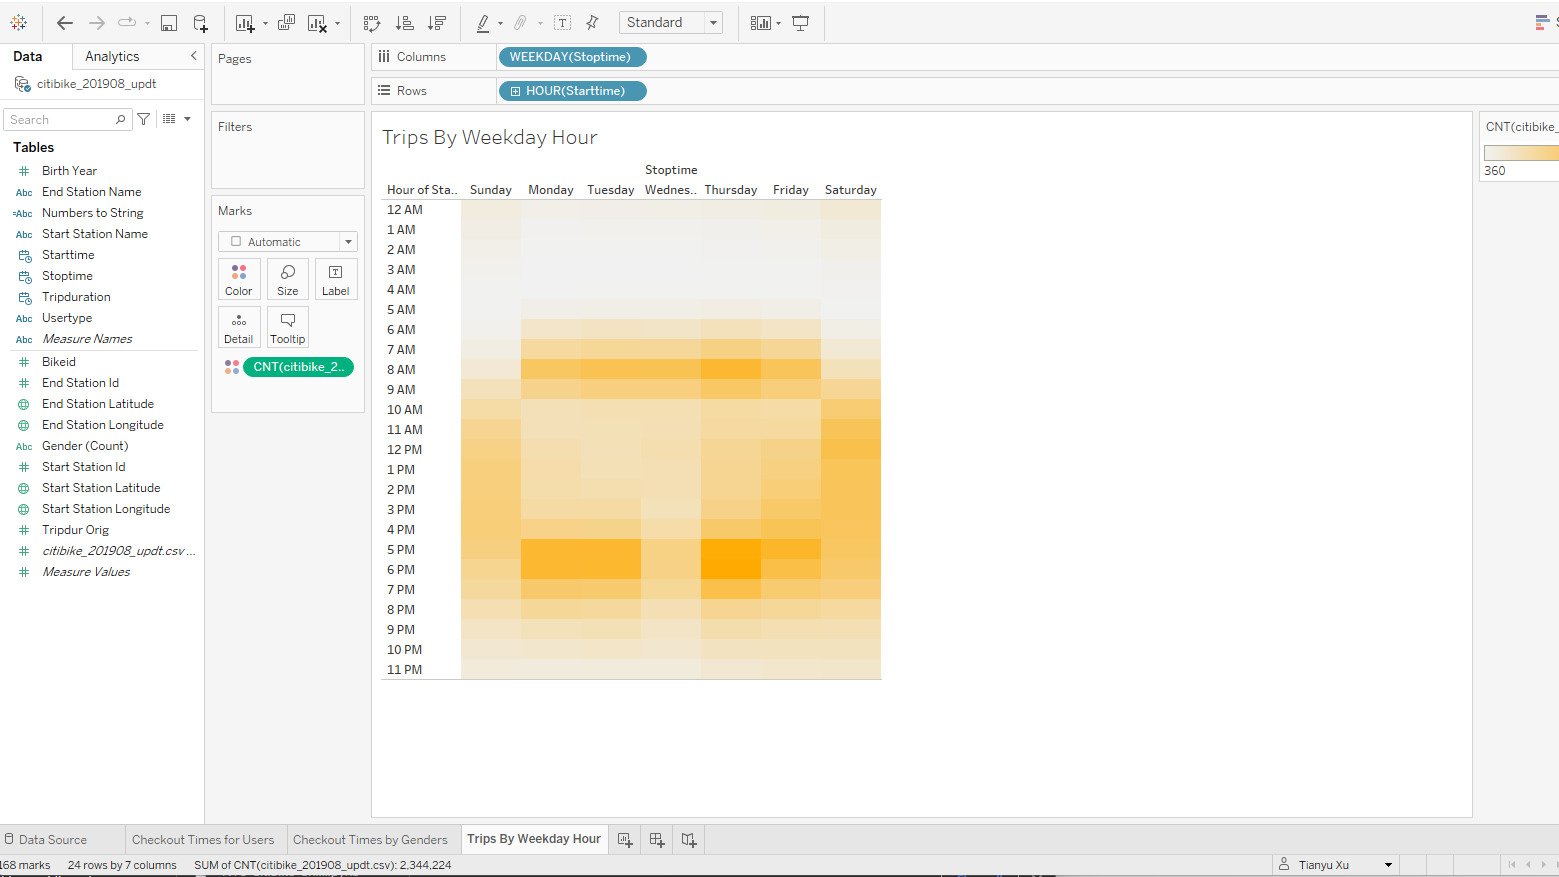 Standard
S
Data
Analytics
Pages
Columns
WEEKDAY(Stoptime)
citibike_201908_updt
Rows
HOUR(Starttime)
Search
Filters
Trips By Weekday Hour
CNT(citibike_
360
Tables
Birth Year
Abc End Station Name
=Abc Numbers to String
Abc Start Station Name
Starttime
Stoptime
Tripduration
Abc Usertype
Abc Measure Names
Bikeid
End Station Id
End Station Latitude
End Station Longitude
Abc Gender (Count)
Start Station Id
Start Station Latitude
Start Station Longitude
Tripdur Orig
citibike_201908_updt.csv ...
Measure Values
Marks
Automatic
Color
Size
Label
Detail
Tooltip
CNT(citibike_2..
Stoptime
Hour of Sta.. Sunday Monday Tuesday Wednes.. Thursday Friday Saturday
12 AM
1 AM
2 AM
3 AM
4 AM
5 AM
6 AM
7 AM
8 AM
9 AM
10 AM
11 AM
12 PM
1 PM
2 PM
3 PM
4 PM
5 PM
6 PM
7 PM
8 PM
9 PM
10 PM
11 PM
Data Source
Checkout Times for Users
Checkout Times by Genders
Trips By Weekday Hour
168 marks 24 rows by 7 columns SUM of CNT(citibike_201908_updt.csv): 2,344,224
Tianyu Xu